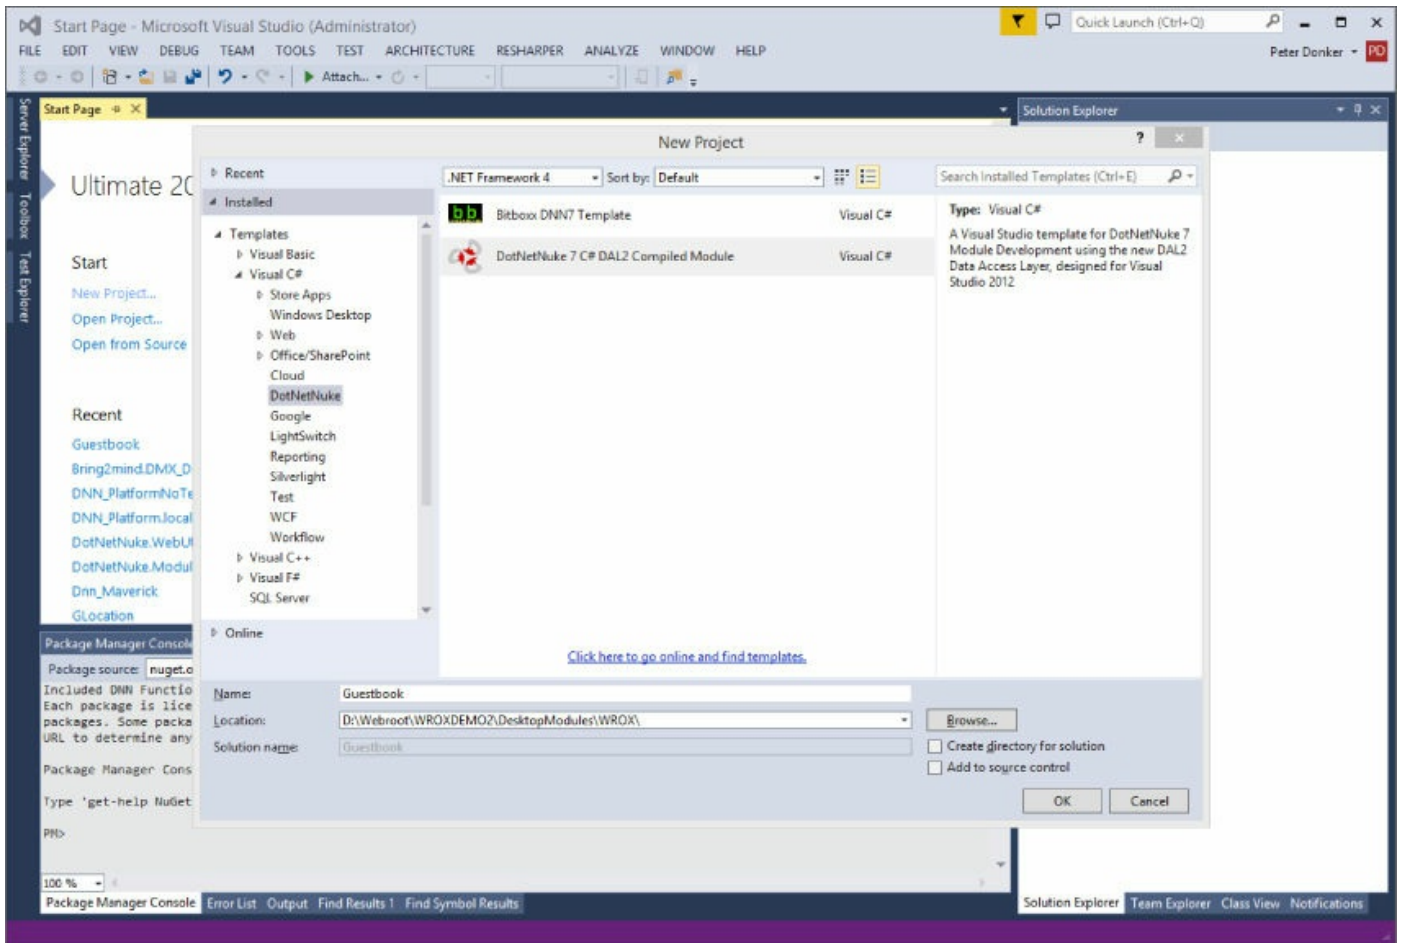 Start Page - Microsoft Visual Studio (Administrator)
Quick Launch (Ctrl+Q)
FILE EDIT VIEW DEBUG TEAM TOOLS TEST ARCHITECTURE RESHARPER ANALYZE WINDOW HELP
Peter Donker PD
Attach...
Server Explorer
Toolbox
Test Explorer
Start Page
Solution Explorer
Ultimate 20
Start
New Project...
Open Project...
Open from Source
Recent
Guestbook
Bring2mind.DMX_D
DNN_PlatformNoTe
DNN_Platform.local
DotNetNuke.WebUt
DotNetNuke.Modul
Dnn_Maverick
GLocation
New Project
?
Recent
Installed
Templates
Visual Basic
Visual C#
Store Apps
Windows Desktop
Web
Office/SharePoint
Cloud
DotNetNuke
Google
LightSwitch
Reporting
Silverlight
Test
WCF
Workflow
Visual C++
Visual F#
SQL Server
Online
.NET Framework 4
Sort by: Default
Search Installed Templates (Ctrl+E)
bb Bitboxx DNN7 Template Visual C#
DotNetNuke 7 C# DAL2 Compiled Module Visual C#
Type: Visual C#
A Visual Studio template for DotNetNuke 7
Module Development using the new DAL2
Data Access Layer, designed for Visual
Studio 2012
Click here to go online and find templates.
Name: Guestbook
Location: D:\Webroot\WROXDEMO2\DesktopModules\WROX\
Browse...
Solution name: Guestbook
Create directory for solution
Add to source control
OK Cancel
Package Manager Console
Package source: nuget.o
Included DNN Functio
Each package is lice
packages. Some packa
URL to determine any
Package Manager Cons
Type 'get-help NuGet
PM>
100 %
Package Manager Console Error List Output Find Results 1 Find Symbol Results
Solution Explorer Team Explorer Class View Notifications